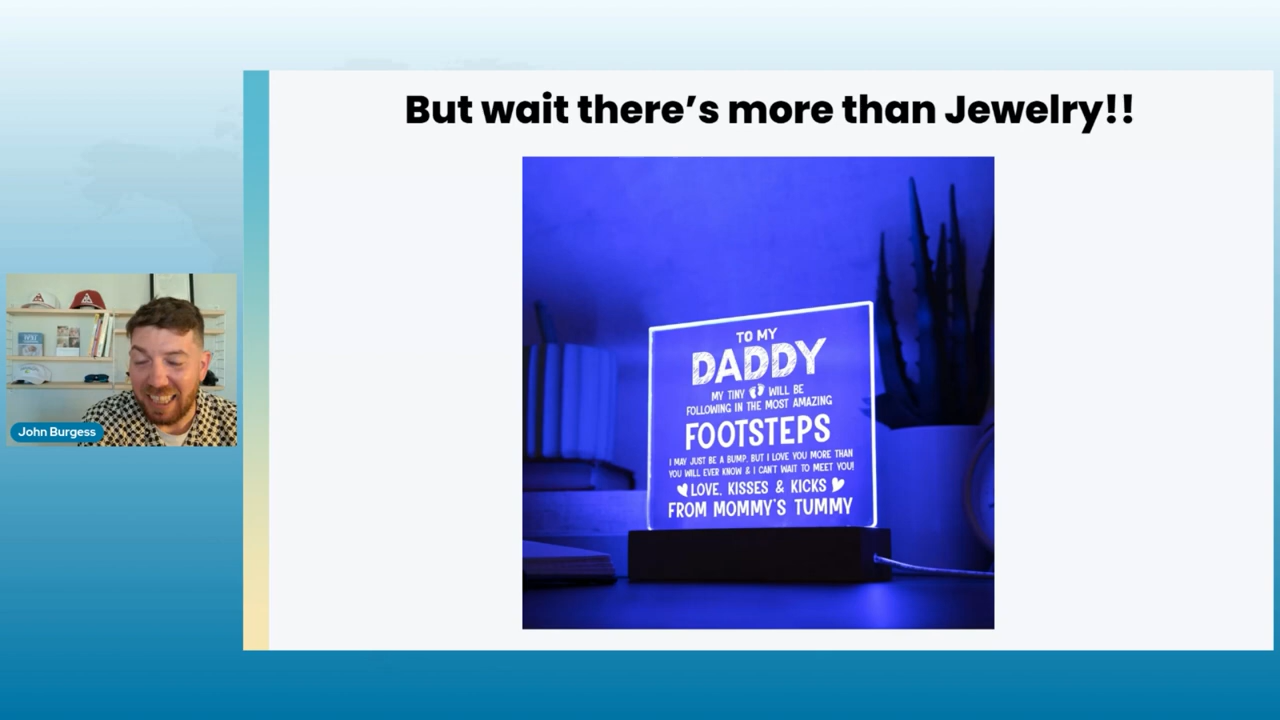 But wait there's more than Jewelry!!
TO MY
DADDY
MY TINY WILL BE
FOLLOWING IN THE MOST AMAZING
FOOTSTEPS
I MAY JUST BE A BUMP, BUT I LOVE YOU MORE THAN
YOU WILL EVER KNOW & I CAN'T WAIT TO MEET YOU!
LOVE, KISSES & KICKS
FROM MOMMY'S TUMMY
John Burgess